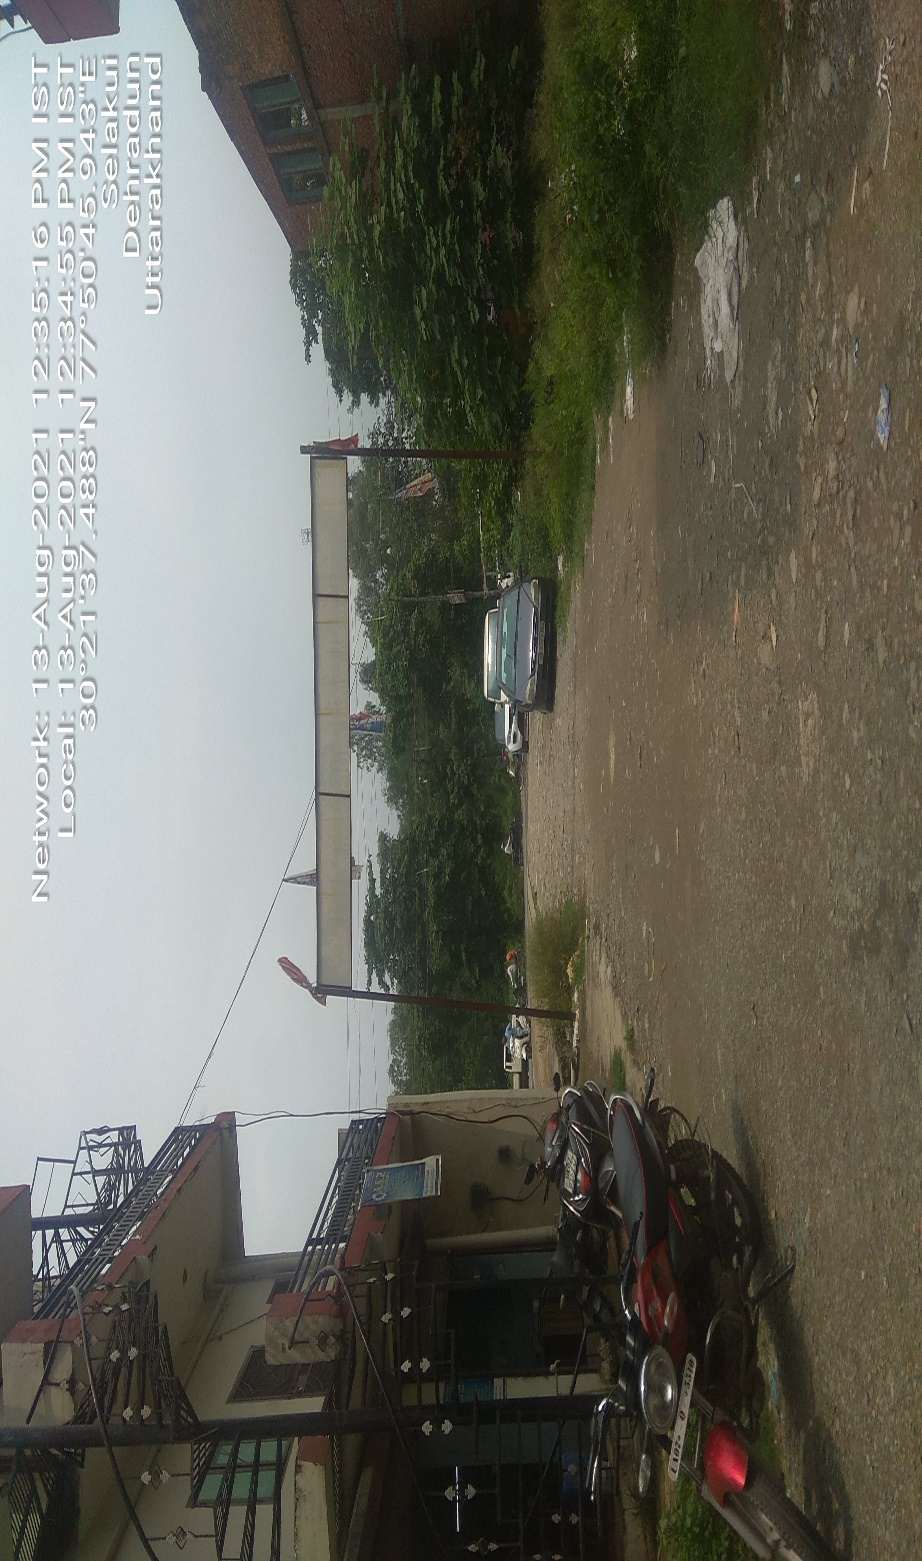 Network: 13-Aug-2021 12:35:16 PM IST
Local: 13-Aug-2021 12:34:55 PM IST
30°21'37.488"N 77°50'45.943"E
Selakui
Dehradun
Uttarakhand